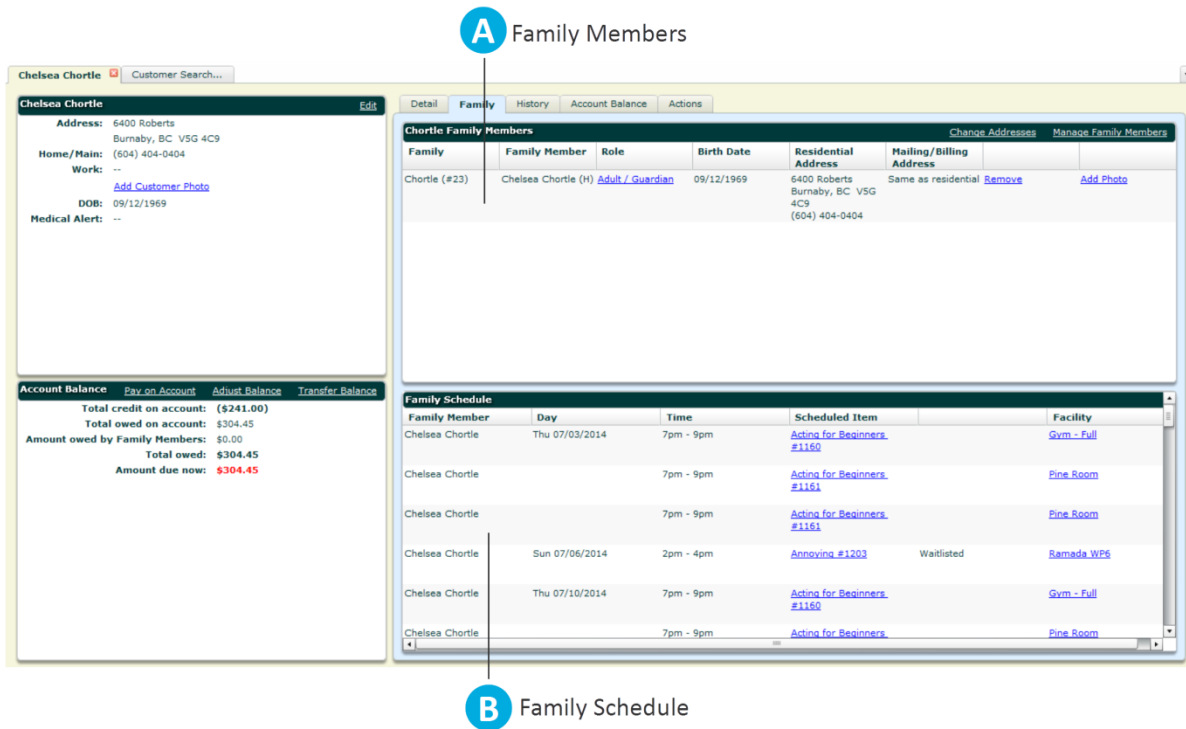 A Family Members
Chelsea Chortle Customer Search...
Chelsea Chortle Edit
Address: 6400 Roberts
Burnaby, BC V5G 4C9
Home/Main: (604) 404-0404
Work: --
Add Customer Photo
DOB: 09/12/1969
Medical Alert: --
Account Balance Pay on Account Adjust Balance Transfer Balance
Total credit on account: ($241.00)
Total owed on account: $304.45
Amount owed by Family Members: $0.00
Total owed: $304.45
Amount due now: $304.45
Detail Family History Account Balance Actions
Chortle Family Members Change Addresses Manage Family Members
Family Family Member Role Birth Date Residential Mailing/Billing
Address Address
Chortle (#23) Chelsea Chortle (H) Adult / Guardian 09/12/1969 6400 Roberts Same as residential Remove Add Photo
Burnaby, BC V5G
4C9
(604) 404-0404
Family Schedule
Family Member Day Time Scheduled Item Facility
Chelsea Chortle Thu 07/03/2014 7pm - 9pm Acting for Beginners Gym - Full
#1160
Chelsea Chortle 7pm - 9pm Acting for Beginners Pine Room
#1161
Chelsea Chortle 7pm - 9pm Acting for Beginners Pine Room
#1161
Chelsea Chortle Sun 07/06/2014 2pm - 4pm Annoying #1203 Waitlisted Ramada WP6
Chelsea Chortle Thu 07/10/2014 7pm - 9pm Acting for Beginners Gym - Full
#1160
Chelsea Chortle 7pm - 9pm Acting for Beginners Pine Room
B Family Schedule